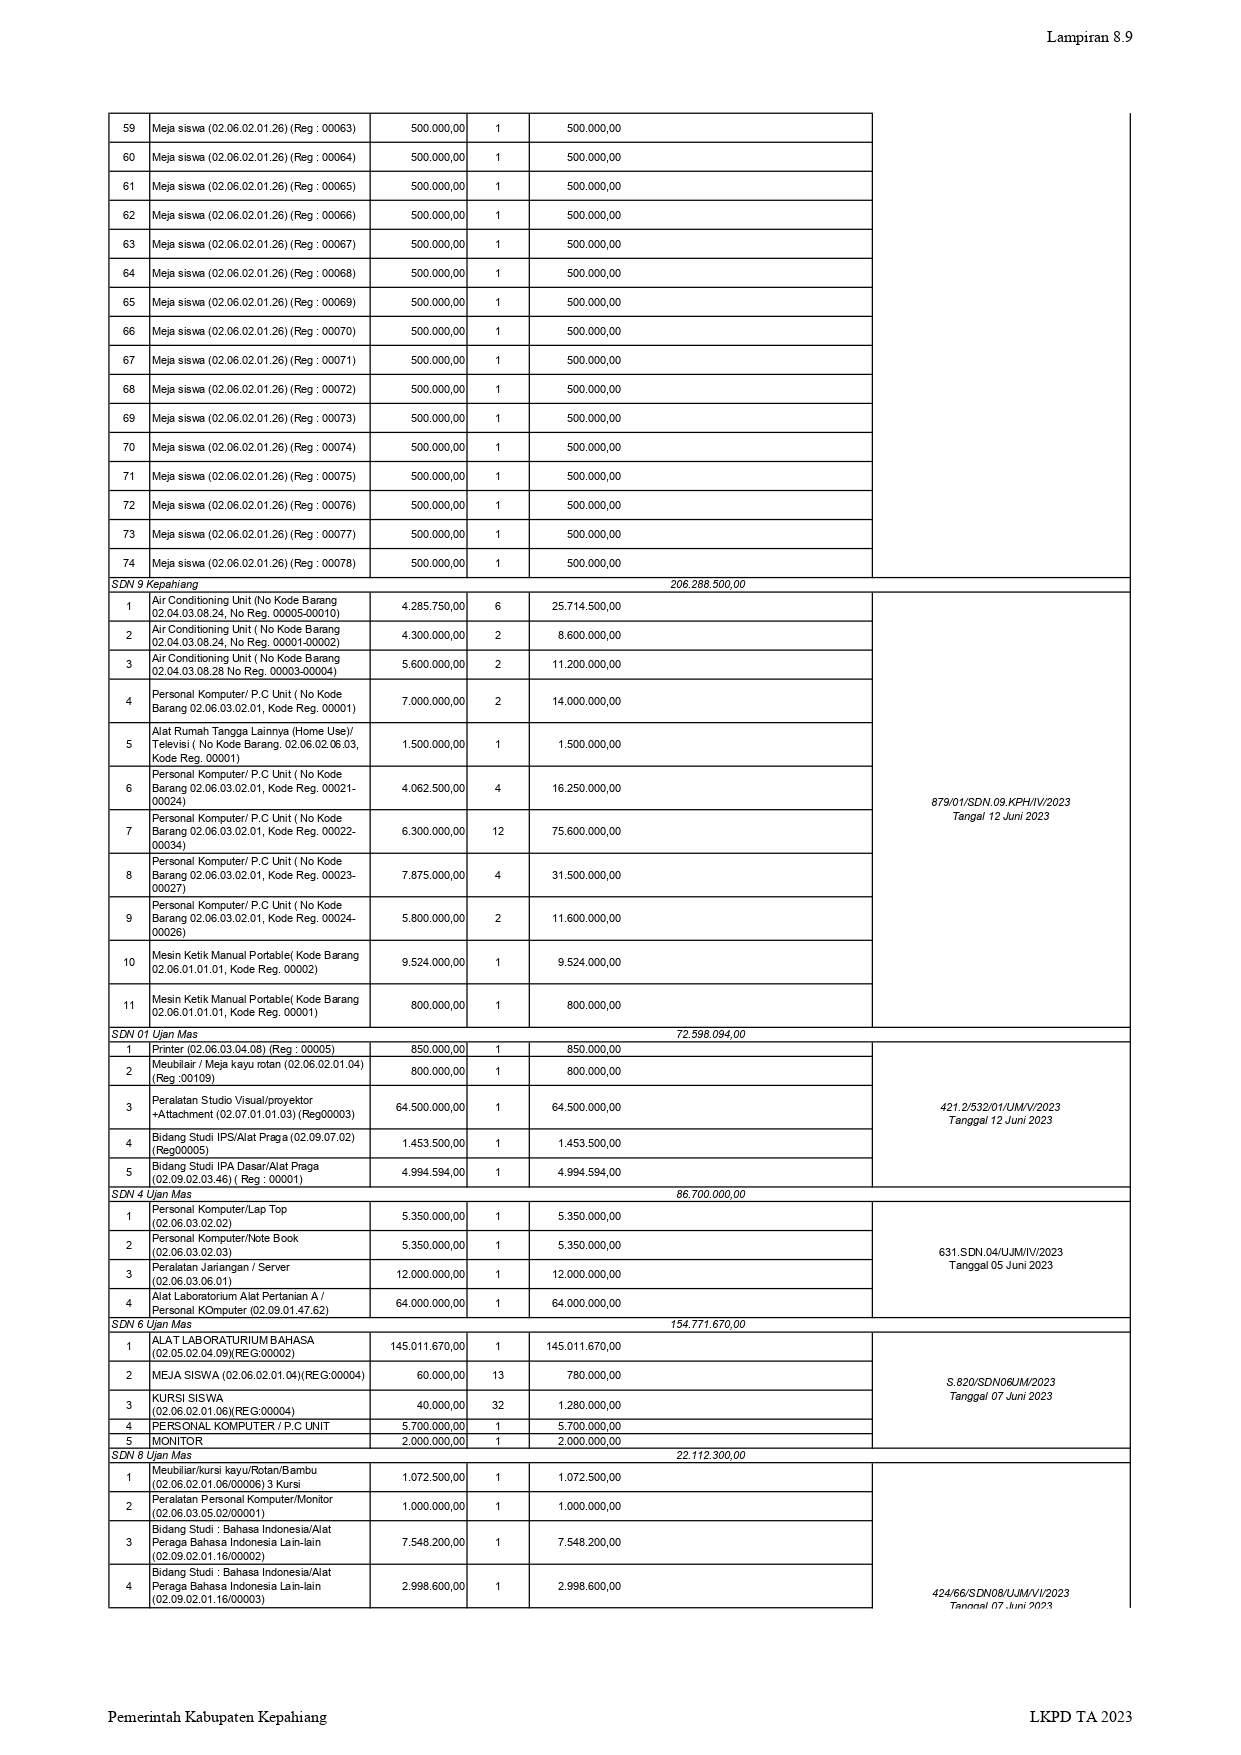 Lampiran 8.9
59 Meja siswa (02.06.02.01.26) (Reg : 00063) 500.000,00 1 500.000,00
60 Meja siswa (02.06.02.01.26) (Reg : 00064) 500.000,00 1 500.000,00
61 Meja siswa (02.06.02.01.26) (Reg : 00065) 500.000,00 1 500.000,00
62 Meja siswa (02.06.02.01.26) (Reg : 00066) 500.000,00 1 500.000,00
63 Meja siswa (02.06.02.01.26) (Reg : 00067) 500.000,00 1 500.000,00
64 Meja siswa (02.06.02.01.26) (Reg : 00068) 500.000,00 1 500.000,00
65 Meja siswa (02.06.02.01.26) (Reg : 00069) 500.000,00 1 500.000,00
66 Meja siswa (02.06.02.01.26) (Reg : 00070) 500.000,00 1 500.000,00
67 Meja siswa (02.06.02.01.26) (Reg : 00071) 500.000,00 1 500.000,00
68 Meja siswa (02.06.02.01.26) (Reg : 00072) 500.000,00 1 500.000,00
69 Meja siswa (02.06.02.01.26) (Reg : 00073) 500.000,00 1 500.000,00
70 Meja siswa (02.06.02.01.26) (Reg : 00074) 500.000,00 1 500.000,00
71 Meja siswa (02.06.02.01.26) (Reg : 00075) 500.000,00 1 500.000,00
72 Meja siswa (02.06.02.01.26) (Reg : 00076) 500.000,00 1 500.000,00
73 Meja siswa (02.06.02.01.26) (Reg : 00077) 500.000,00 1 500.000,00
74 Meja siswa (02.06.02.01.26) (Reg : 00078) 500.000,00 1 500.000,00
SDN 9 Kepahiang 206.288.500,00
1 Air Conditioning Unit (No Kode Barang
02.04.03.08.24, No Reg. 00005-00010) 4.285.750,00 6 25.714.500,00
2 Air Conditioning Unit ( No Kode Barang
02.04.03.08.24, No Reg. 00001-00002) 4.300.000,00 2 8.600.000,00
3 Air Conditioning Unit ( No Kode Barang
02.04.03.08.28 No Reg. 00003-00004) 5.600.000,00 2 11.200.000,00
4 Personal Komputer/ P.C Unit ( No Kode
Barang 02.06.03.02.01, Kode Reg. 00001) 7.000.000,00 2 14.000.000,00
5 Alat Rumah Tangga Lainnya (Home Use)/
Televisi ( No Kode Barang. 02.06.02.06.03,
Kode Reg. 00001) 1.500.000,00 1 1.500.000,00
6 Personal Komputer/ P.C Unit ( No Kode
Barang 02.06.03.02.01, Kode Reg. 00021-
00024) 4.062.500,00 4 16.250.000,00
7 Personal Komputer/ P.C Unit ( No Kode
Barang 02.06.03.02.01, Kode Reg. 00022-
00034) 6.300.000,00 12 75.600.000,00
8 Personal Komputer/ P.C Unit ( No Kode
Barang 02.06.03.02.01, Kode Reg. 00023-
00027) 7.875.000,00 4 31.500.000,00
9 Personal Komputer/ P.C Unit ( No Kode
Barang 02.06.03.02.01, Kode Reg. 00024-
00026) 5.800.000,00 2 11.600.000,00
10 Mesin Ketik Manual Portable( Kode Barang
02.06.01.01.01, Kode Reg. 00002) 9.524.000,00 1 9.524.000,00
11 Mesin Ketik Manual Portable( Kode Barang
02.06.01.01.01, Kode Reg. 00001) 800.000,00 1 800.000,00
879/01/SDN.09.KPH/IV/2023
Tangal 12 Juni 2023
SDN 01 Ujan Mas 72.598.094,00
1 Printer (02.06.03.04.08) (Reg : 00005) 850.000,00 1 850.000,00
2 Meubilair / Meja kayu rotan (02.06.02.01.04)
(Reg :00109) 800.000,00 1 800.000,00
3 Peralatan Studio Visual/proyektor
+Attachment (02.07.01.01.03) (Reg00003) 64.500.000,00 1 64.500.000,00
4 Bidang Studi IPS/Alat Praga (02.09.07.02)
(Reg00005) 1.453.500,00 1 1.453.500,00
5 Bidang Studi IPA Dasar/Alat Praga
(02.09.02.03.46) ( Reg : 00001) 4.994.594,00 1 4.994.594,00
421.2/532/01/UM/V/2023
Tanggal 12 Juni 2023
SDN 4 Ujan Mas 86.700.000,00
1 Personal Komputer/Lap Top
(02.06.03.02.02) 5.350.000,00 1 5.350.000,00
2 Personal Komputer/Note Book
(02.06.03.02.03) 5.350.000,00 1 5.350.000,00
3 Peralatan Jariangan / Server
(02.06.03.06.01) 12.000.000,00 1 12.000.000,00
4 Alat Laboratorium Alat Pertanian A /
Personal KOmputer (02.09.01.47.62) 64.000.000,00 1 64.000.000,00
631.SDN.04/UJM/IV/2023
Tanggal 05 Juni 2023
SDN 6 Ujan Mas 154.771.670,00
1 ALAT LABORATURIUM BAHASA
(02.05.02.04.09)(REG:00002) 145.011.670,00 1 145.011.670,00
2 MEJA SISWA (02.06.02.01.04)(REG:00004) 60.000,00 13 780.000,00
3 KURSI SISWA
(02.06.02.01.06)(REG:00004) 40.000,00 32 1.280.000,00
4 PERSONAL KOMPUTER / P.C UNIT 5.700.000,00 1 5.700.000,00
5 MONITOR 2.000.000,00 1 2.000.000,00
S.820/SDN06UM/2023
Tanggal 07 Juni 2023
SDN 8 Ujan Mas 22.112.300,00
1 Meubiliar/kursi kayu/Rotan/Bambu
(02.06.02.01.06/00006) 3 Kursi 1.072.500,00 1 1.072.500,00
2 Peralatan Personal Komputer/Monitor
(02.06.03.05.02/00001) 1.000.000,00 1 1.000.000,00
3 Bidang Studi : Bahasa Indonesia/Alat
Peraga Bahasa Indonesia Lain-lain
(02.09.02.01.16/00002) 7.548.200,00 1 7.548.200,00
4 Bidang Studi : Bahasa Indonesia/Alat
Peraga Bahasa Indonesia Lain-lain
(02.09.02.01.16/00003) 2.998.600,00 1 2.998.600,00
424/66/SDN08/UJM/VI/2023
Tanggal 07 Juni 2023
Pemerintah Kabupaten Kepahiang LKPD TA 2023